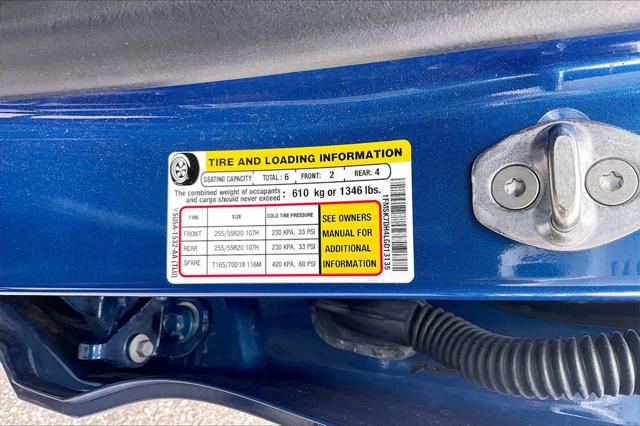 TIRE AND LOADING INFORMATION
SEATING CAPACITY TOTAL: 6 FRONT: 2 REAR: 4
The combined weight of occupants and cargo should never exceed: 610 kg or 1346 lbs.
TIRE SIZE COLD TIRE PRESSURE
FRONT 255/55R20 107H 230 KPA, 33 PSI
REAR 255/55R20 107H 230 KPA, 33 PSI
SPARE T165/70D18 116M 420 KPA, 60 PSI
SEE OWNERS
MANUAL FOR
ADDITIONAL
INFORMATION
1FMSK7DH4LGD13135